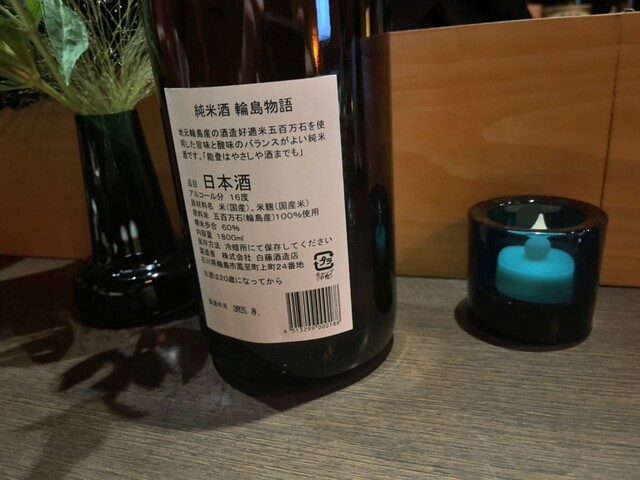 純米酒 輪島物語
地元輪島産の酒造好適米五百万石を使
用した旨味と酸味のバランスがよい純米
酒です。「能登はやさしや酒までも」
品目 日本酒
アルコール分 16度
原材料名 米(国産)、米麹(国産米)
原料米 五百万石(輪島産)100%使用
精米歩合 60%
内容量 1800ml
保存方法 冷暗所にて保存してください
製造者 株式会社 白藤酒造店
石川県輪島市鳳至町上町24番地
お酒は20歳になってから
製造年月 2025.8.